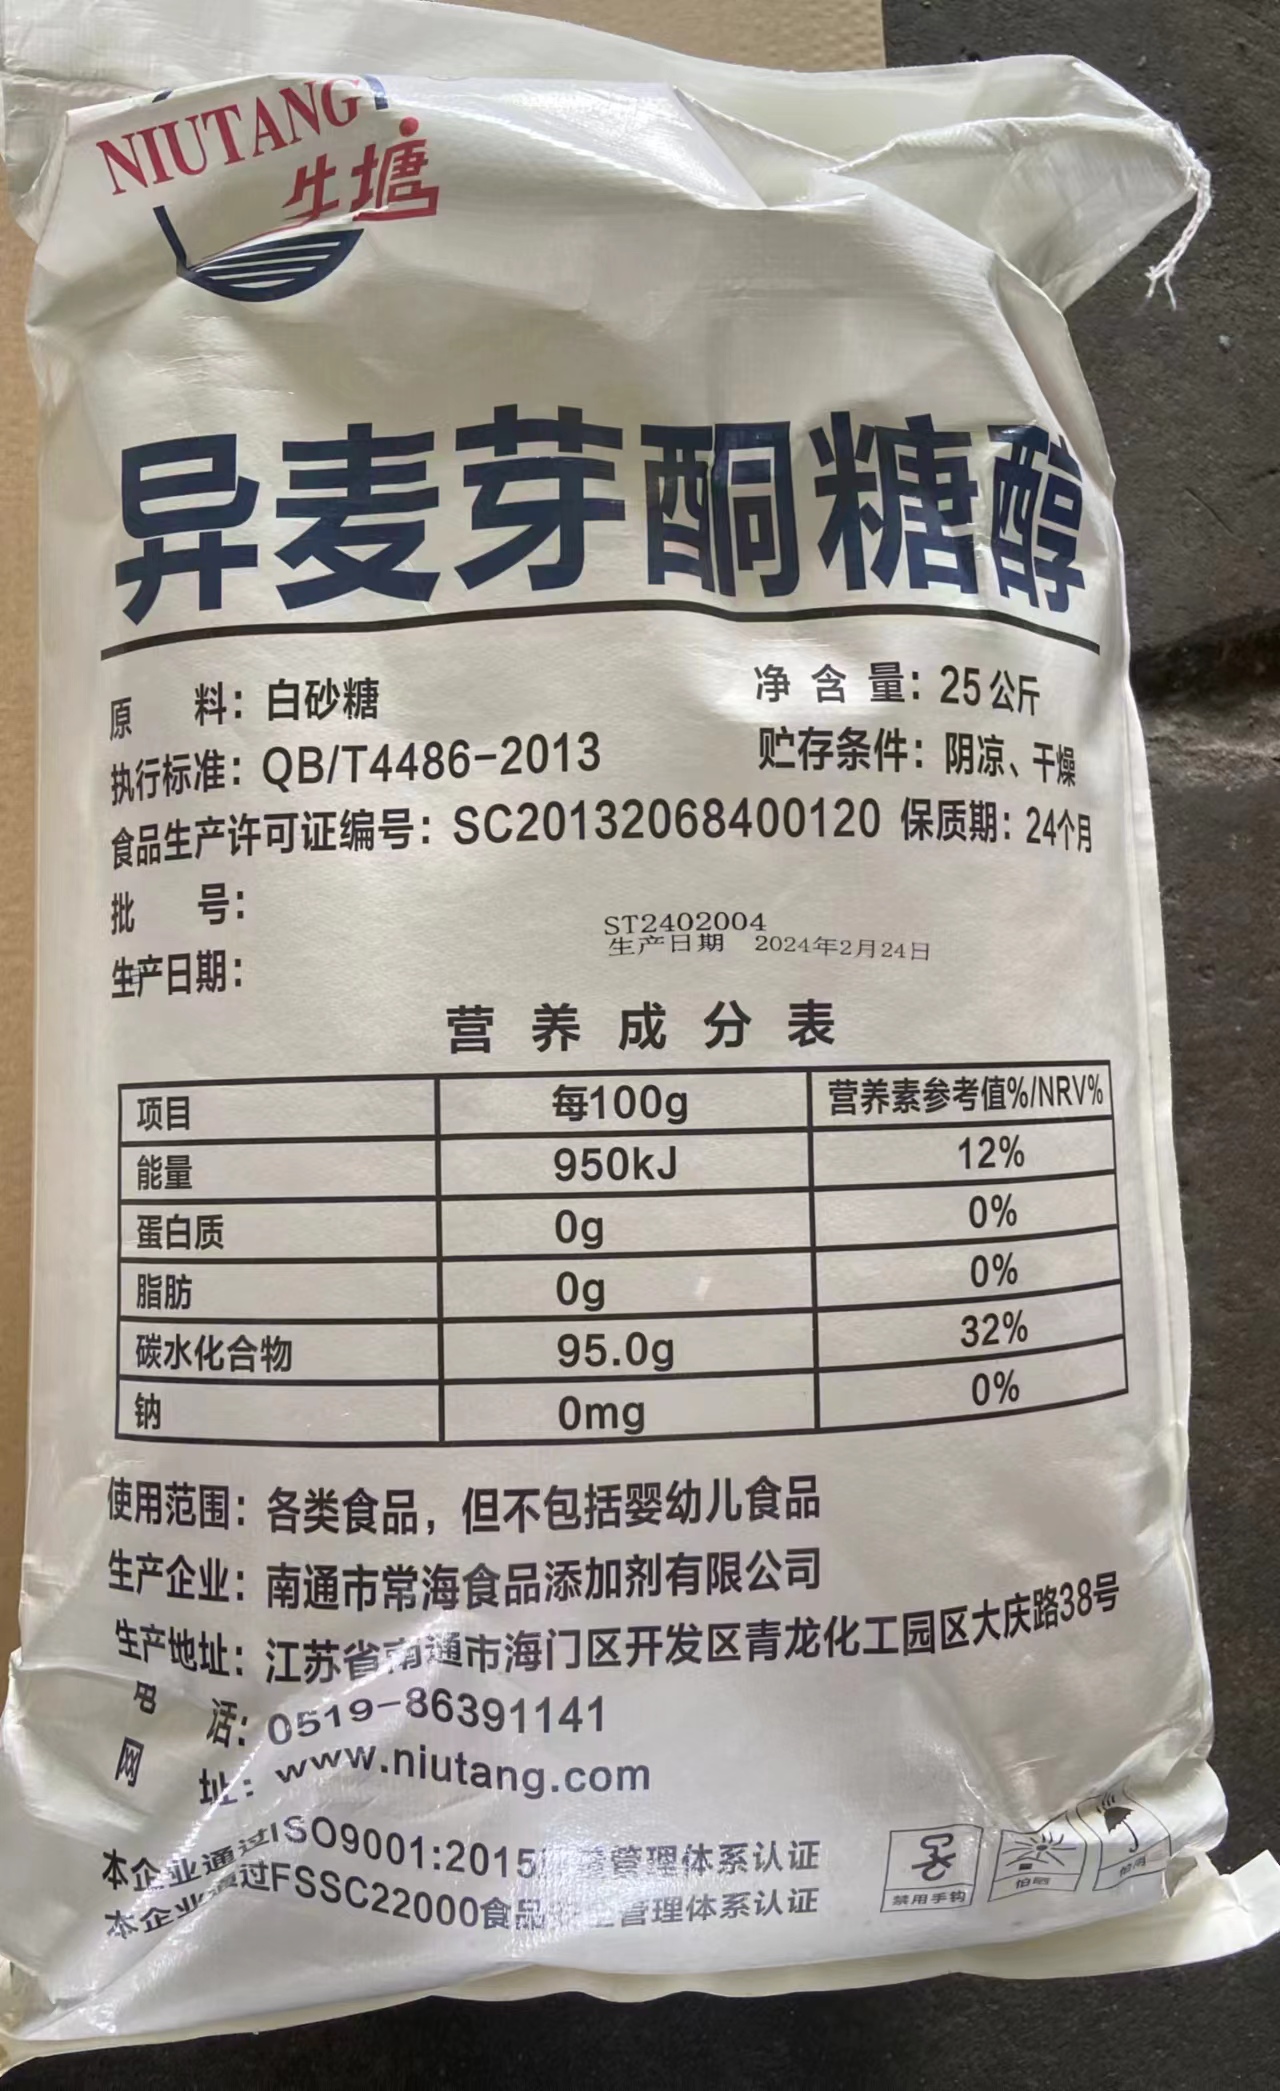 NIUTANG
牛塘
异麦芽酮糖醇
原 料：白砂糖 净含量：25公斤
执行标准：QB/T4486-2013 贮存条件：阴凉、干燥
食品生产许可证编号：SC20132068400120 保质期：24个月
批 号：
ST2402004
生产日期 2024年2月24日
生产日期：
营养成分表
项目 每100g 营养素参考值%/NRV%
能量 950kJ 12%
蛋白质 0g 0%
脂肪 0g 0%
碳水化合物 95.0g 32%
钠 0mg 0%
使用范围：各类食品，但不包括婴幼儿食品
生产企业：南通市常海食品添加剂有限公司
生产地址：江苏省南通市海门区开发区青龙化工园区大庆路38号
电 话：0519-86391141
网 址：www.niutang.com
本企业通过ISO9001:2015 管理体系认证
本企业通过FSSC22000食品安全管理体系认证
禁用手钩 怕晒 怕雨